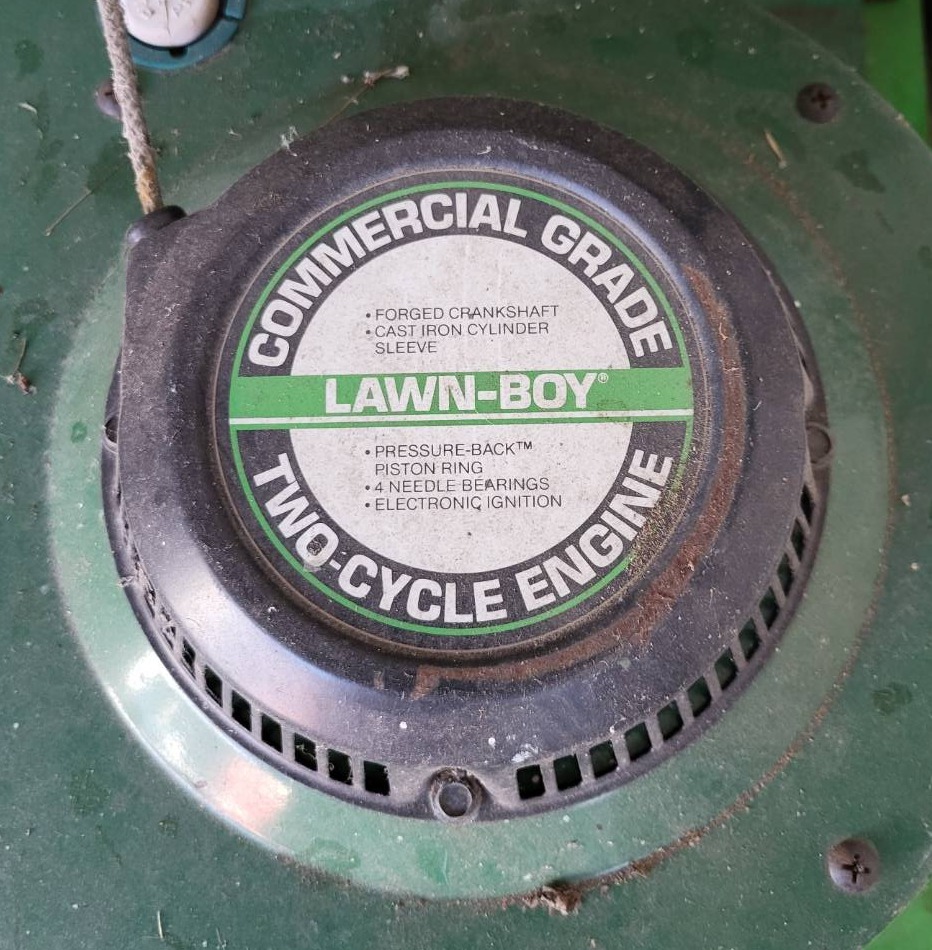 COMMERCIAL GRADE
• FORGED CRANKSHAFT
• CAST IRON CYLINDER
SLEEVE
LAWN-BOY®
• PRESSURE-BACK™
PISTON RING
• 4 NEEDLE BEARINGS
• ELECTRONIC IGNITION
TWO-CYCLE ENGINE